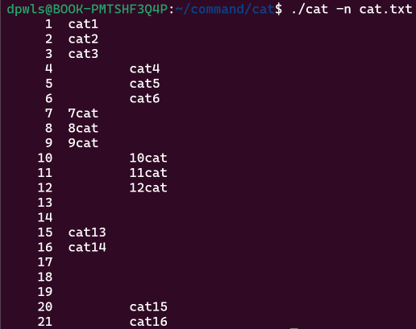 dpwls@BOOK-PMTSHF3Q4P:~/command/cat$ ./cat -n cat.txt
     1  cat1
     2  cat2
     3  cat3
     4          cat4
     5          cat5
     6          cat6
     7  7cat
     8  8cat
     9  9cat
    10          10cat
    11          11cat
    12          12cat
    13
    14
    15  cat13
    16  cat14
    17
    18
    19
    20          cat15
    21          cat16